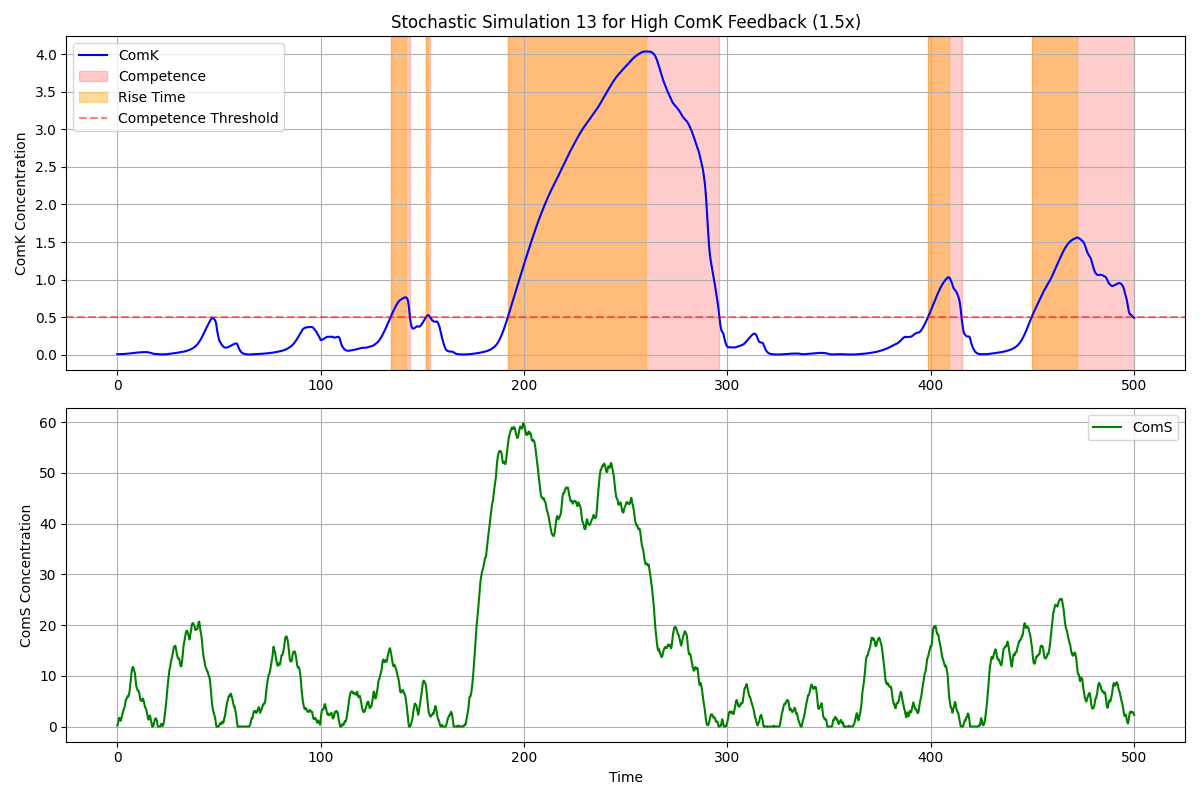 Stochastic Simulation 13 for High ComK Feedback (1.5x)
ComK
Competence
Rise Time
Competence Threshold
ComK Concentration
4.0
3.5
3.0
2.5
2.0
1.5
1.0
0.5
0.0
0 100 200 300 400 500
ComS
ComS Concentration
60
50
40
30
20
10
0
0 100 200 300 400 500
Time